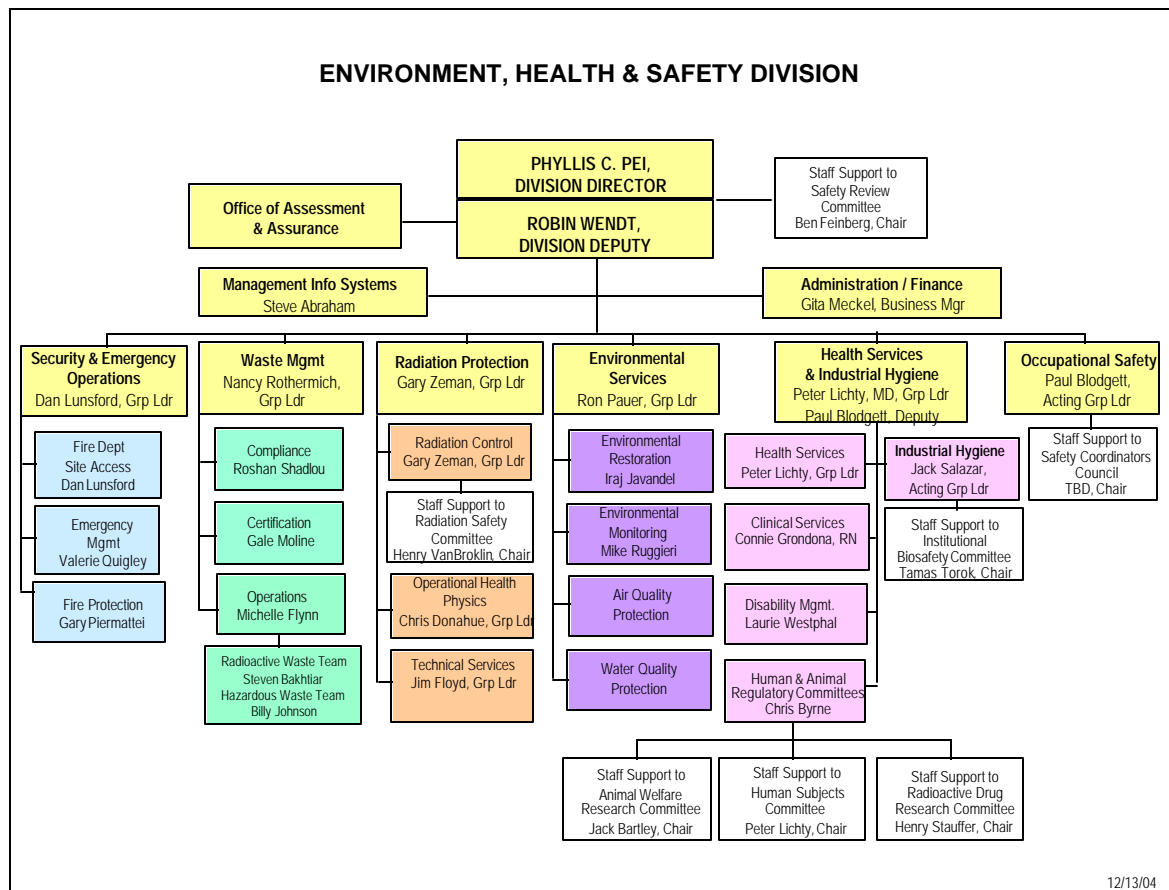 ENVIRONMENT, HEALTH & SAFETY DIVISION
PHYLLIS C. PEI,
DIVISION DIRECTOR
ROBIN WENDT,
DIVISION DEPUTY
Office of Assessment
& Assurance
Staff Support to
Safety Review
Committee
Ben Feinberg, Chair
Management Info Systems
Steve Abraham
Administration / Finance
Gita Meckel, Business Mgr
Security & Emergency
Operations
Dan Lunsford, Grp Ldr
Waste Mgmt
Nancy Rothermich,
Grp Ldr
Radiation Protection
Gary Zeman, Grp Ldr
Environmental
Services
Ron Pauer, Grp Ldr
Health Services
& Industrial Hygiene
Peter Lichty, MD, Grp Ldr
Paul Blodgett, Deputy
Occupational Safety
Paul Blodgett,
Acting Grp Ldr
Fire Dept
Site Access
Dan Lunsford
Emergency
Mgmt
Valerie Quigley
Fire Protection
Gary Piermattei
Compliance
Roshan Shadlou
Certification
Gale Moline
Operations
Michelle Flynn
Radioactive Waste Team
Steven Bakhtiar
Hazardous Waste Team
Billy Johnson
Radiation Control
Gary Zeman, Grp Ldr
Staff Support to
Radiation Safety
Committee
Henry VanBroklin, Chair
Operational Health
Physics
Chris Donahue, Grp Ldr
Technical Services
Jim Floyd, Grp Ldr
Environmental
Restoration
Iraj Javandel
Environmental
Monitoring
Mike Ruggieri
Air Quality
Protection
Water Quality
Protection
Health Services
Peter Lichty, Grp Ldr
Clinical Services
Connie Grondona, RN
Disability Mgmt.
Laurie Westphal
Human & Animal
Regulatory Committees
Chris Byrne
Industrial Hygiene
Jack Salazar,
Acting Grp Ldr
Staff Support to
Institutional
Biosafety Committee
Tamas Torok, Chair
Staff Support to
Safety Coordinators
Council
TBD, Chair
Staff Support to
Animal Welfare
Research Committee
Jack Bartley, Chair
Staff Support to
Human Subjects
Committee
Peter Lichty, Chair
Staff Support to
Radioactive Drug
Research Committee
Henry Stauffer, Chair
12/13/04